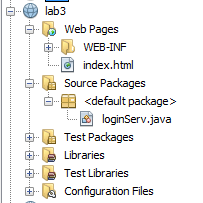 lab3
Web Pages
WEB-INF
index.html
Source Packages
<default package>
loginServ.java
Test Packages
Libraries
Test Libraries
Configuration Files